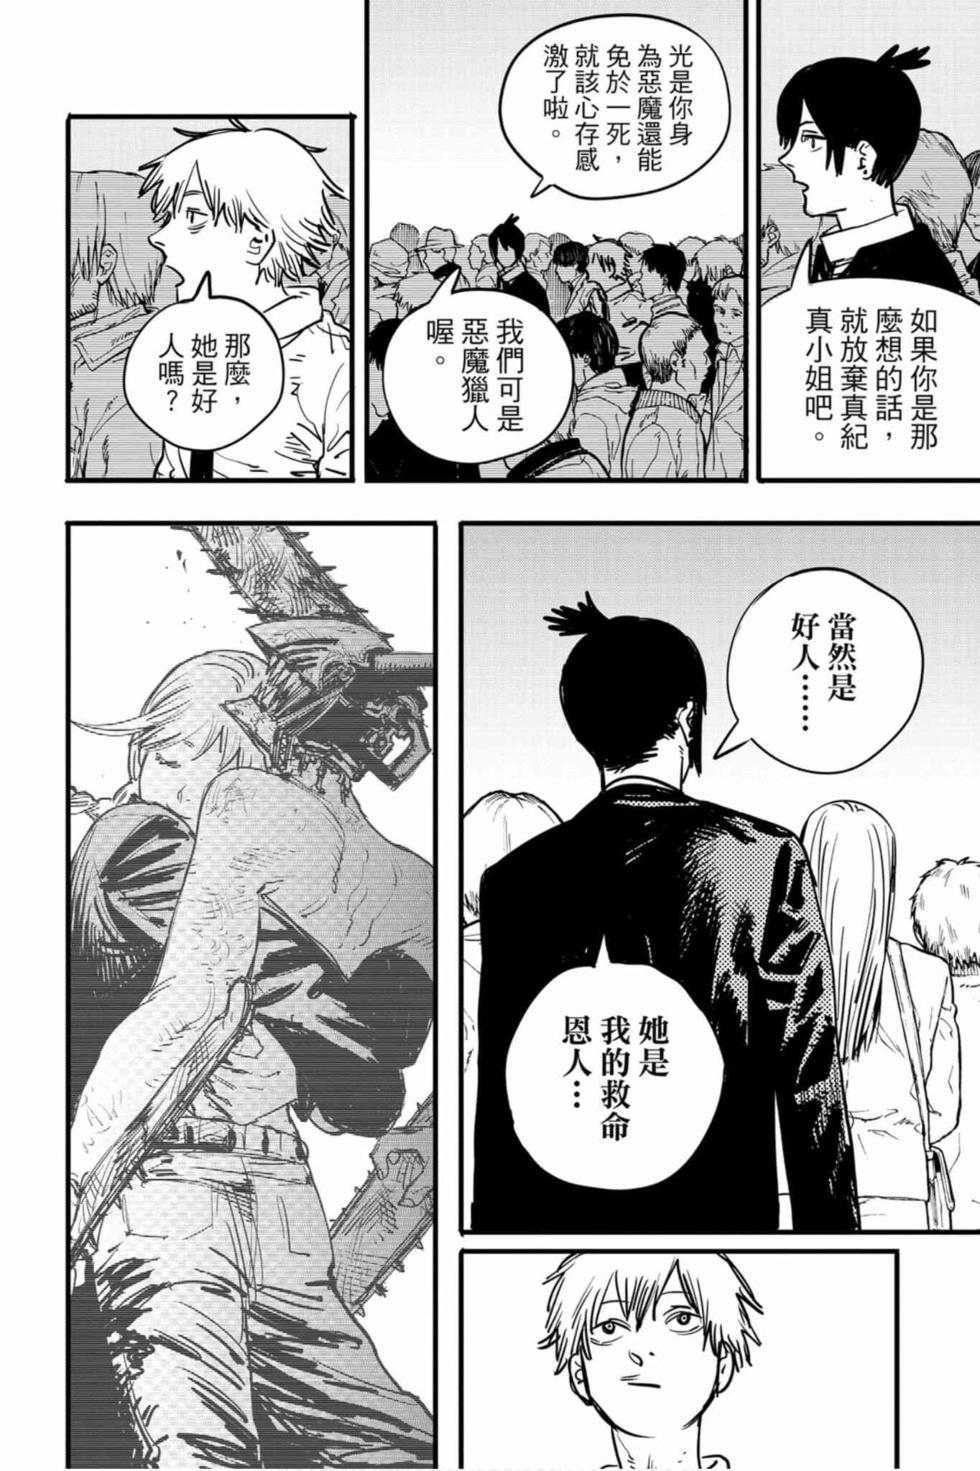 如果你是那
麼想的話，
就放棄真紀
真小姐吧。
光是你身
為惡魔還能
免於一死，
就該心存感
激了啦。
我們可是
惡魔獵人
喔。
那麼，
她是好
人嗎？
當然是
好人……
她是
我的救命
恩人…